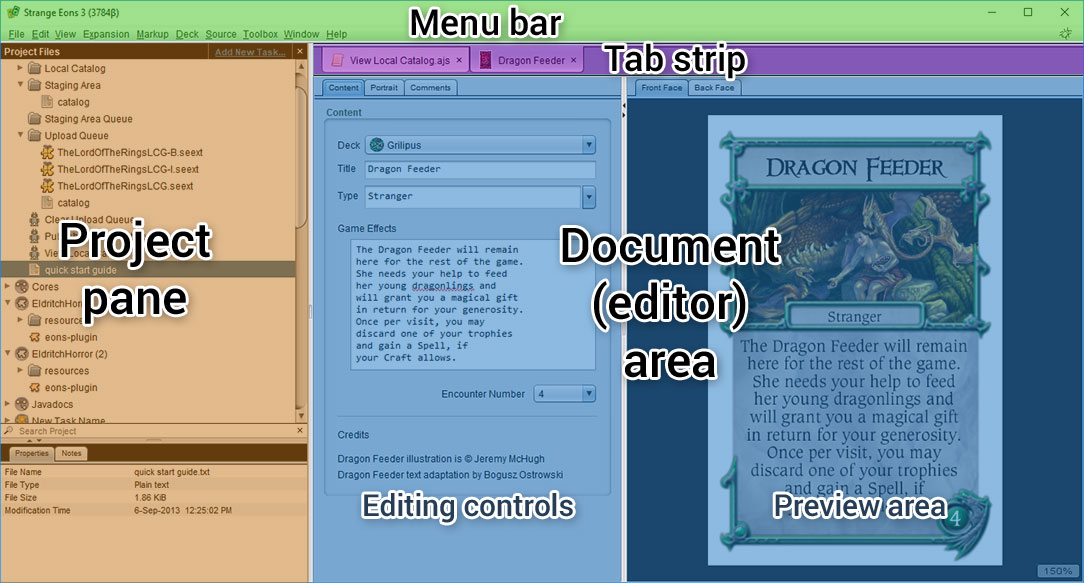 Strange Eons 3 (3784β)
File Edit View Expansion Markup Deck Source Toolbox Window Help
Menu bar
Project Files
Add New Task...
Local Catalog
Staging Area
catalog
Staging Area Queue
Upload Queue
TheLordOfTheRingsLCG-B.seext
TheLordOfTheRingsLCG-I.seext
TheLordOfTheRingsLCG.seext
catalog
Clear Upload Queue
quick start guide
Cores
EldritchHorror
resources
eons-plugin
EldritchHorror (2)
resources
eons-plugin
Javadocs
New Task Name
Project
pane
Search Project
Properties Notes
File Name quick start guide.txt
File Type Plain text
File Size 1.86 KiB
Modification Time 6-Sep-2013 12:25:02 PM
View Local Catalog.ajs × Dragon Feeder ×
Tab strip
Content Portrait Comments
Content
Deck Grilipus
Title Dragon Feeder
Type Stranger
Game Effects
The Dragon Feeder will remain
here for the rest of the game.
She needs your help to feed
her young dragonlings and
will grant you a magical gift
in return for your generosity.
Once per visit, you may
discard one of your trophies
and gain a Spell, if
your Craft allows.
Encounter Number 4
Credits
Dragon Feeder illustration is © Jeremy McHugh
Dragon Feeder text adaptation by Bogusz Ostrowski
Editing controls
Document
(editor)
area
Front Face Back Face
Dragon Feeder
Stranger
The Dragon Feeder will remain
here for the rest of the game.
She needs your help to feed
her young dragonlings and
will grant you a magical gift
in return for your generosity.
Once per visit, you may
discard one of your trophies
and gain a Spell, if
Preview area
4
150%